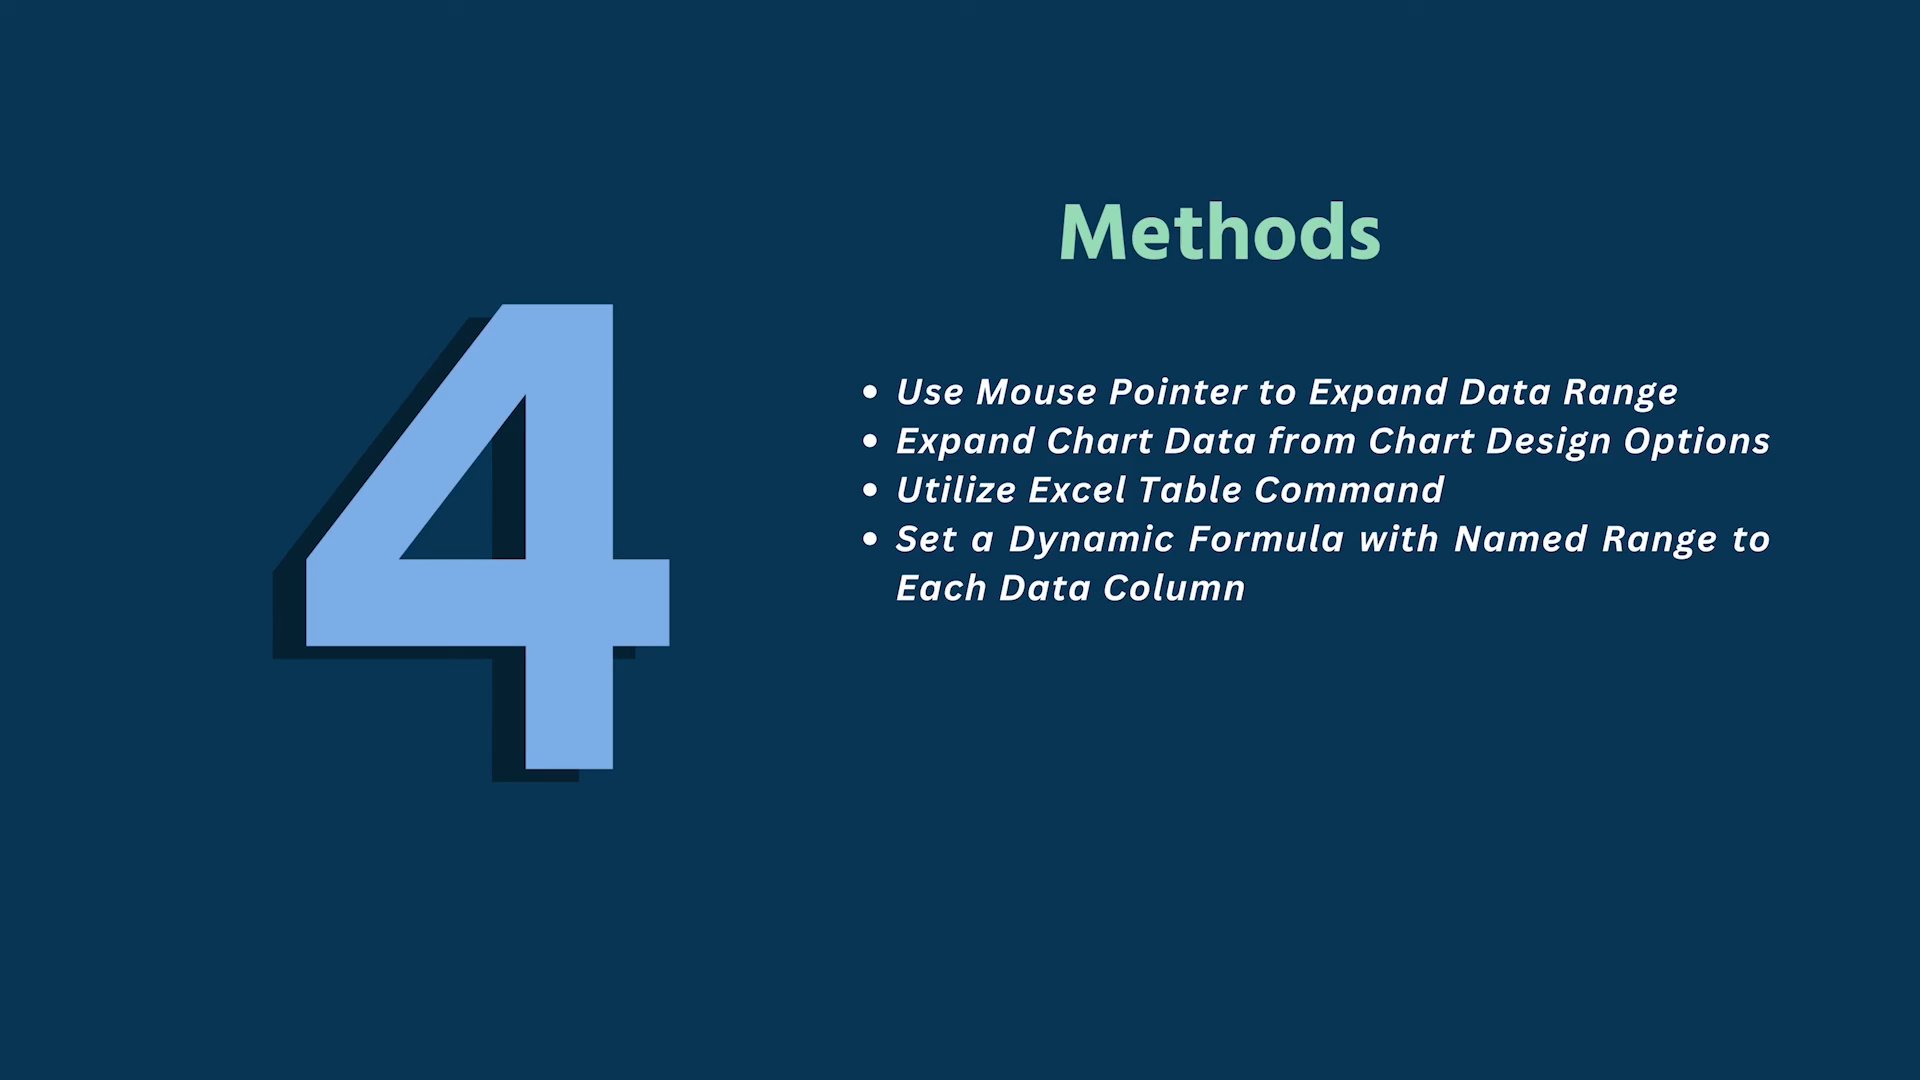 4
Methods
• Use Mouse Pointer to Expand Data Range
• Expand Chart Data from Chart Design Options
• Utilize Excel Table Command
• Set a Dynamic Formula with Named Range to
Each Data Column